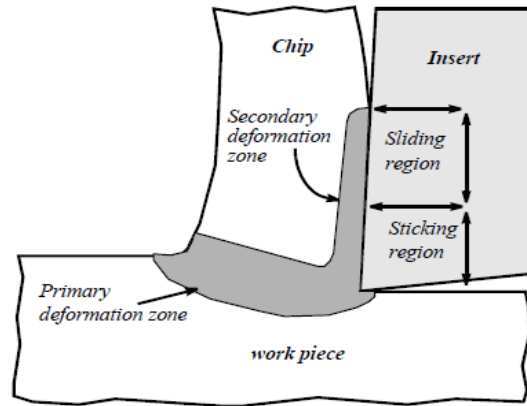 Chip
Insert
Secondary
deformation
zone
Sliding
region
Sticking
region
Primary
deformation zone
work piece